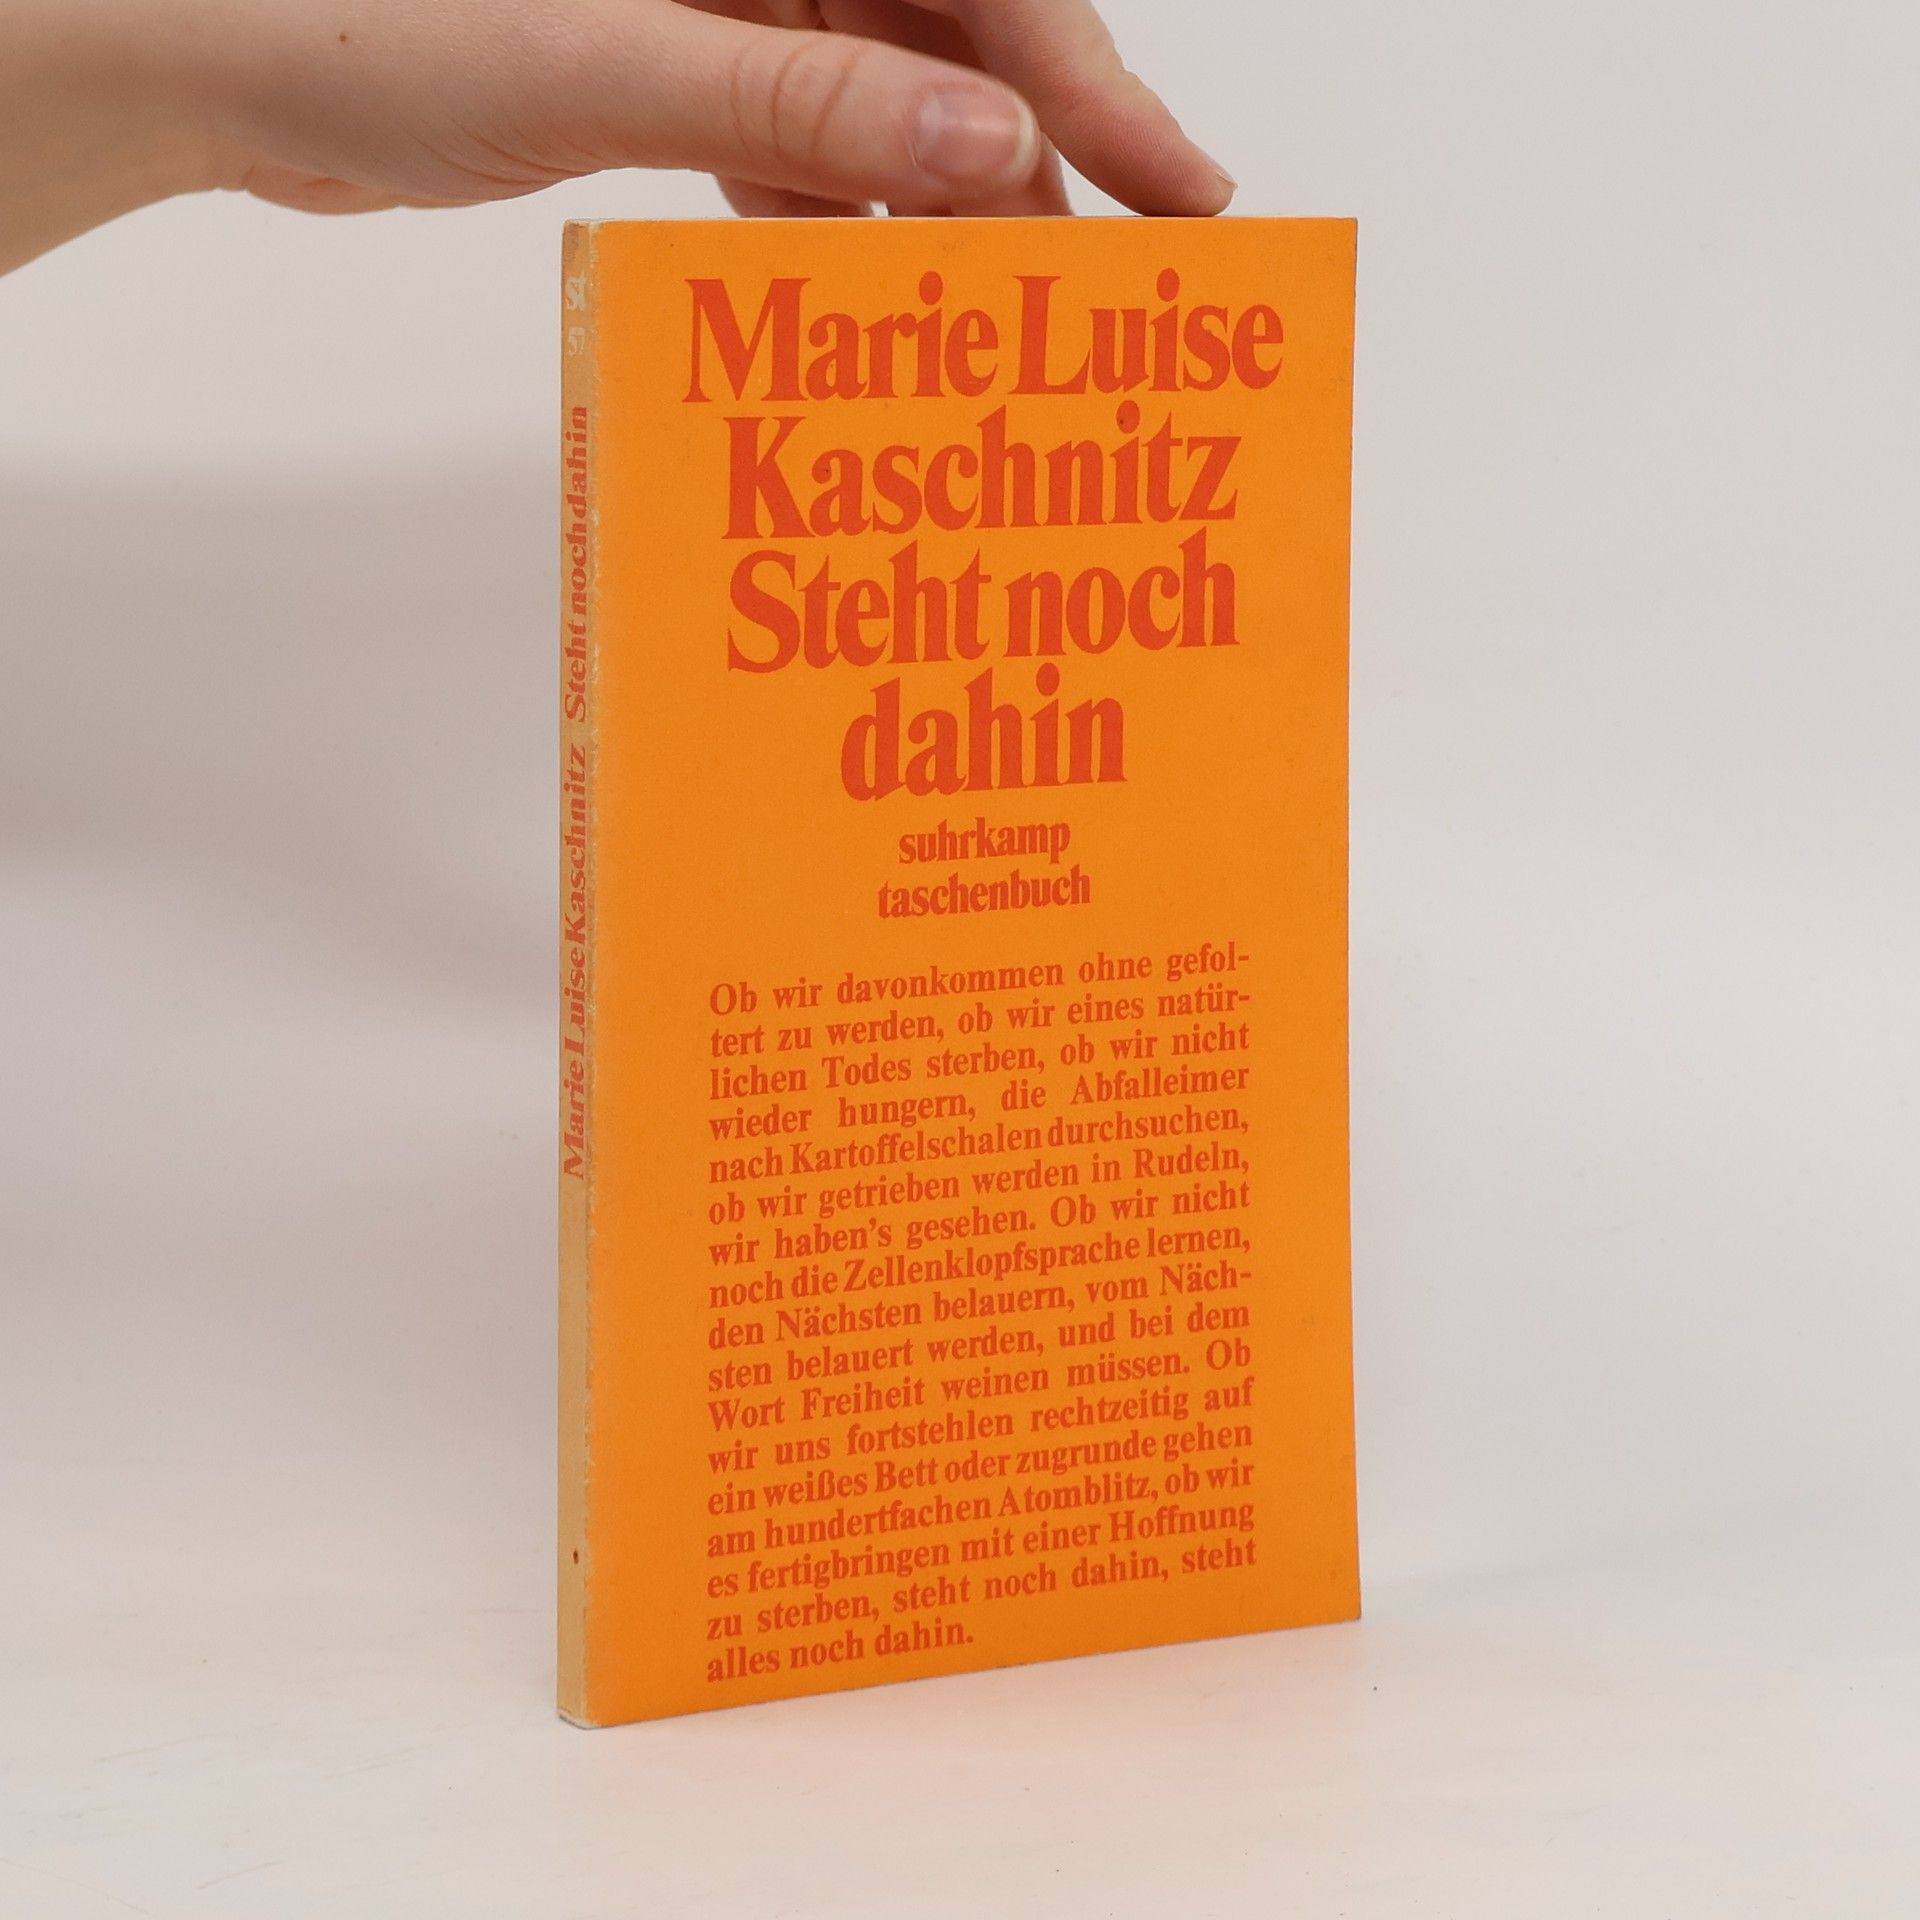 Marie Luise
Kaschnitz
Steht noch
dahin
suhrkamp
taschenbuch
Ob wir davonkommen ohne gefol-
tert zu werden, ob wir eines natür-
lichen Todes sterben, ob wir nicht
wieder hungern, die Abfalleimer
nach Kartoffelschalen durchsuchen,
ob wir getrieben werden in Rudeln,
wir haben's gesehen. Ob wir nicht
noch die Zellenklopfsprache lernen,
den Nächsten belauern, vom Näch-
sten belauert werden, und bei dem
Wort Freiheit weinen müssen. Ob
wir uns fortstehlen rechtzeitig auf
ein weißes Bett oder zugrunde gehen
am hundertfachen Atomblitz, ob wir
es fertigbringen mit einer Hoffnung
zu sterben, steht noch dahin, steht
alles noch dahin.
st
57
Marie Luise Kaschnitz Steht noch dahin